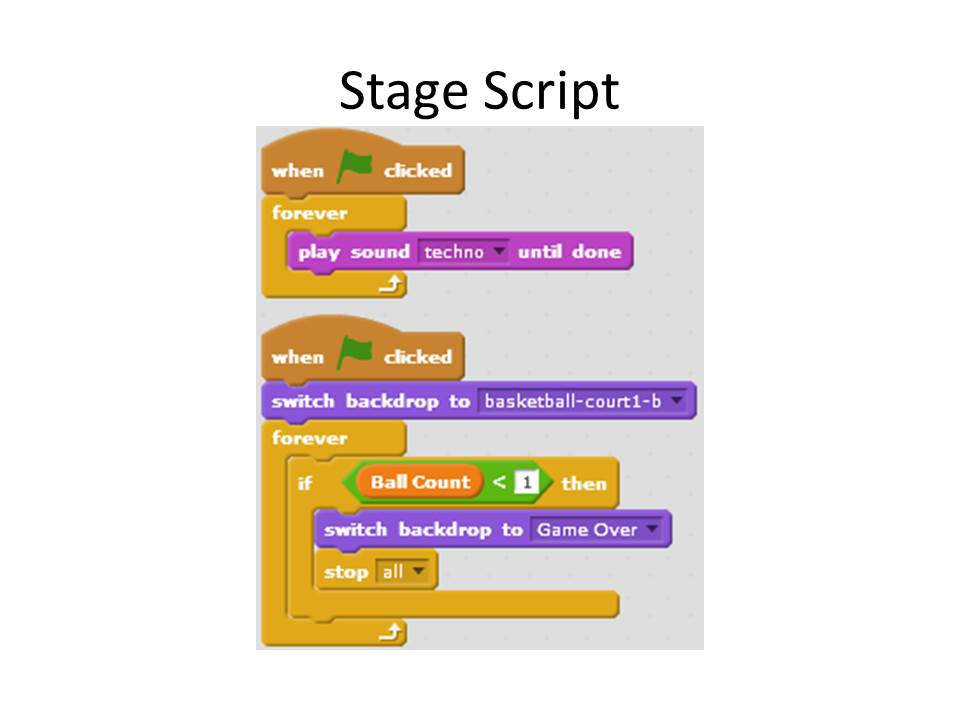 Stage Script
when clicked
forever
play sound techno until done
when clicked
switch backdrop to basketball-court1-b
forever
if Ball Count < 1 then
switch backdrop to Game Over
stop all